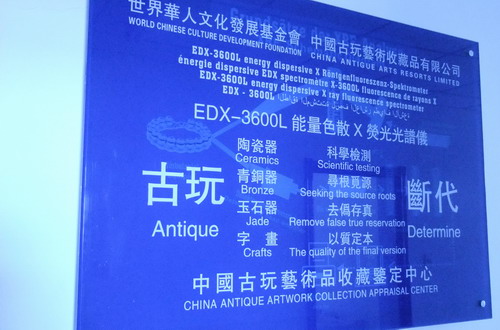 世界華人文化發展基金會 中國古玩藝術收藏品有限公司
WORLD CHINESE CULTURE DEVELOPMENT FOUNDATION CHINA ANTIQUE ARTS RESORTS LIMITED
EDX-3600L energy dispersive X Röntgenfluoreszenz-Spektrometer
énergie dispersive EDX spectromètre X-3600L fluorescence de rayons X
EDX-3600L energy dispersive X ray fluorescence spectrometer
EDX - 3600L
EDX-3600L 能量色散 X 熒光光譜儀
古玩
Antique
陶瓷器
Ceramics
青銅器
Bronze
玉石器
Jade
字 畫
Crafts
科學檢測
Scientific testing
尋根覓源
Seeking the source roots
去僞存真
Remove false true reservation
以質定本
The quality of the final version
斷代
Determine
中國古玩藝術品收藏鑒定中心
CHINA ANTIQUE ARTWORK COLLECTION APPRAISAL CENTER